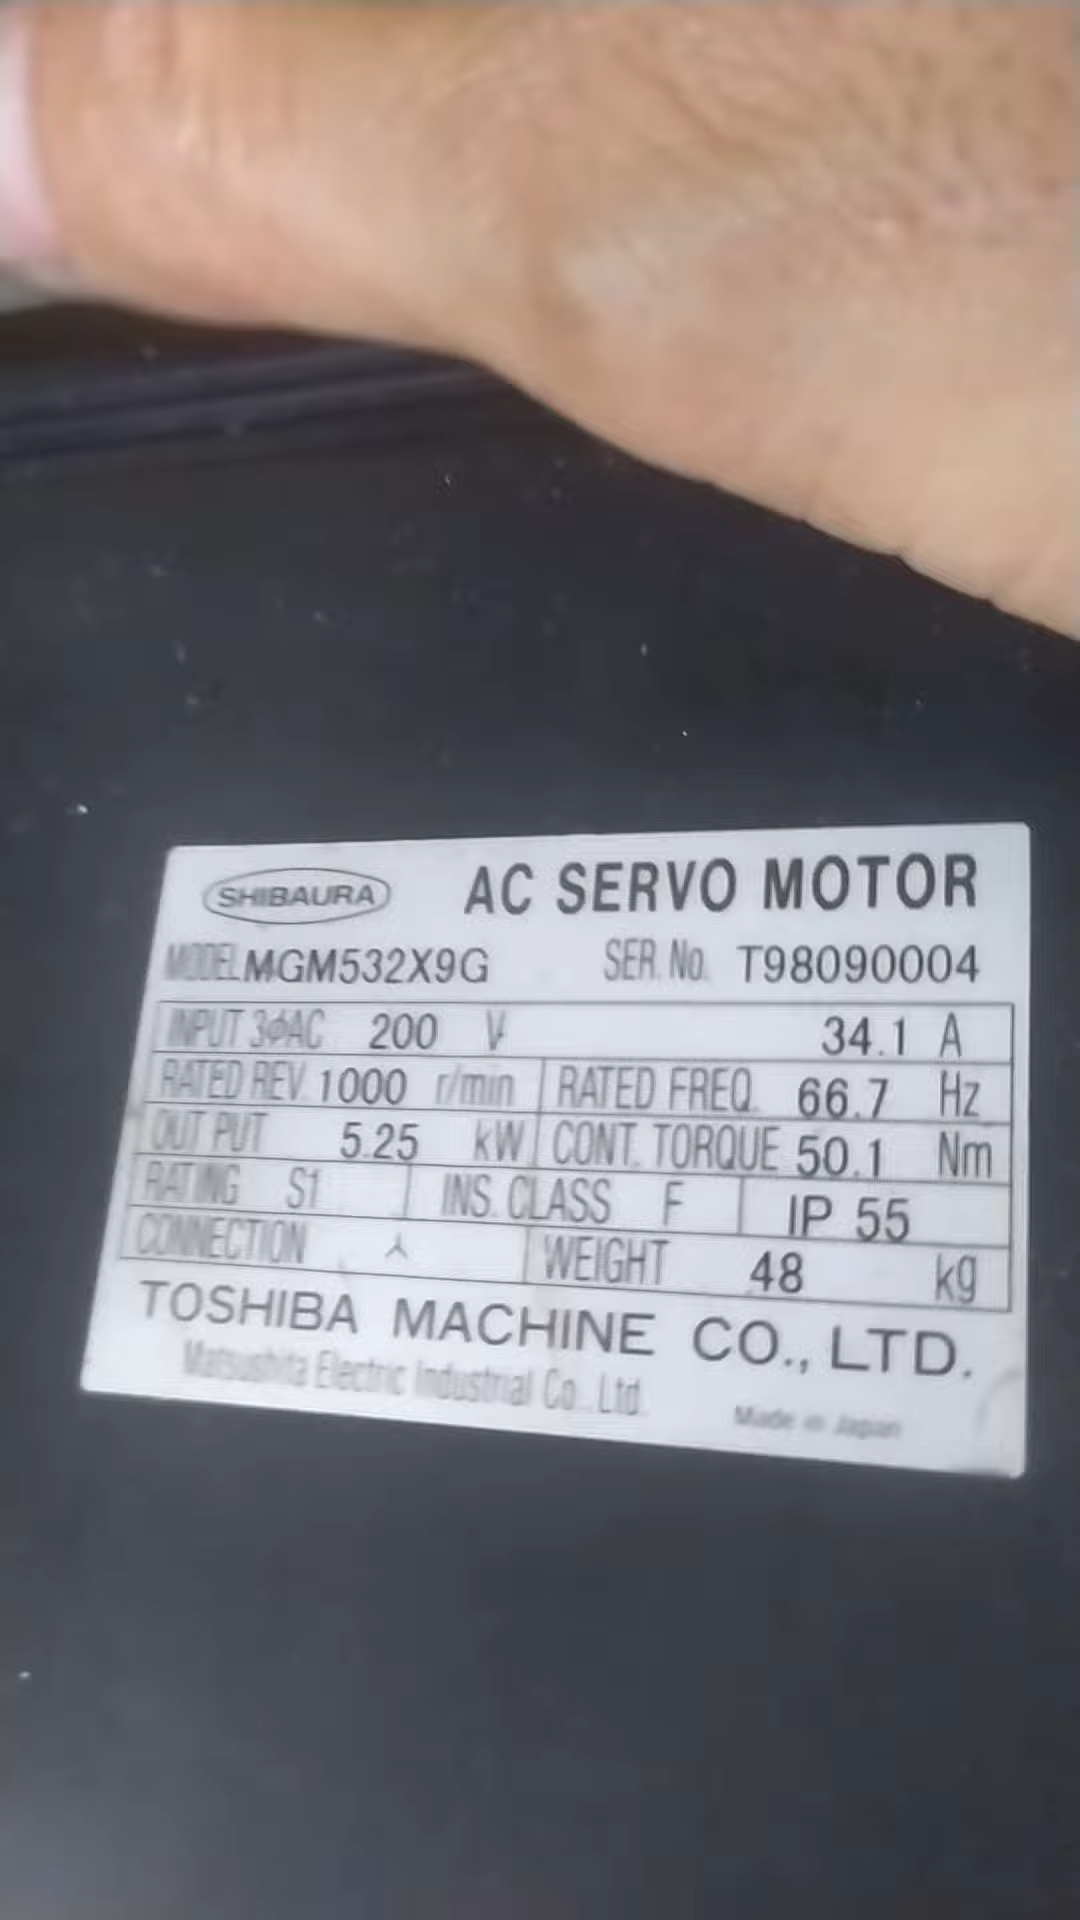 SHIBAURA AC SERVO MOTOR
MODEL MGM532X9G SER. No. T98090004
INPUT 3φAC 200 V 34.1 A
RATED REV. 1000 r/min RATED FREQ. 66.7 Hz
OUT PUT 5.25 kW CONT. TORQUE 50.1 Nm
RATING S1 INS. CLASS F IP 55
CONNECTION 人 WEIGHT 48 kg
TOSHIBA MACHINE CO., LTD.
Matsushita Electric Industrial Co., Ltd.
Made in Japan